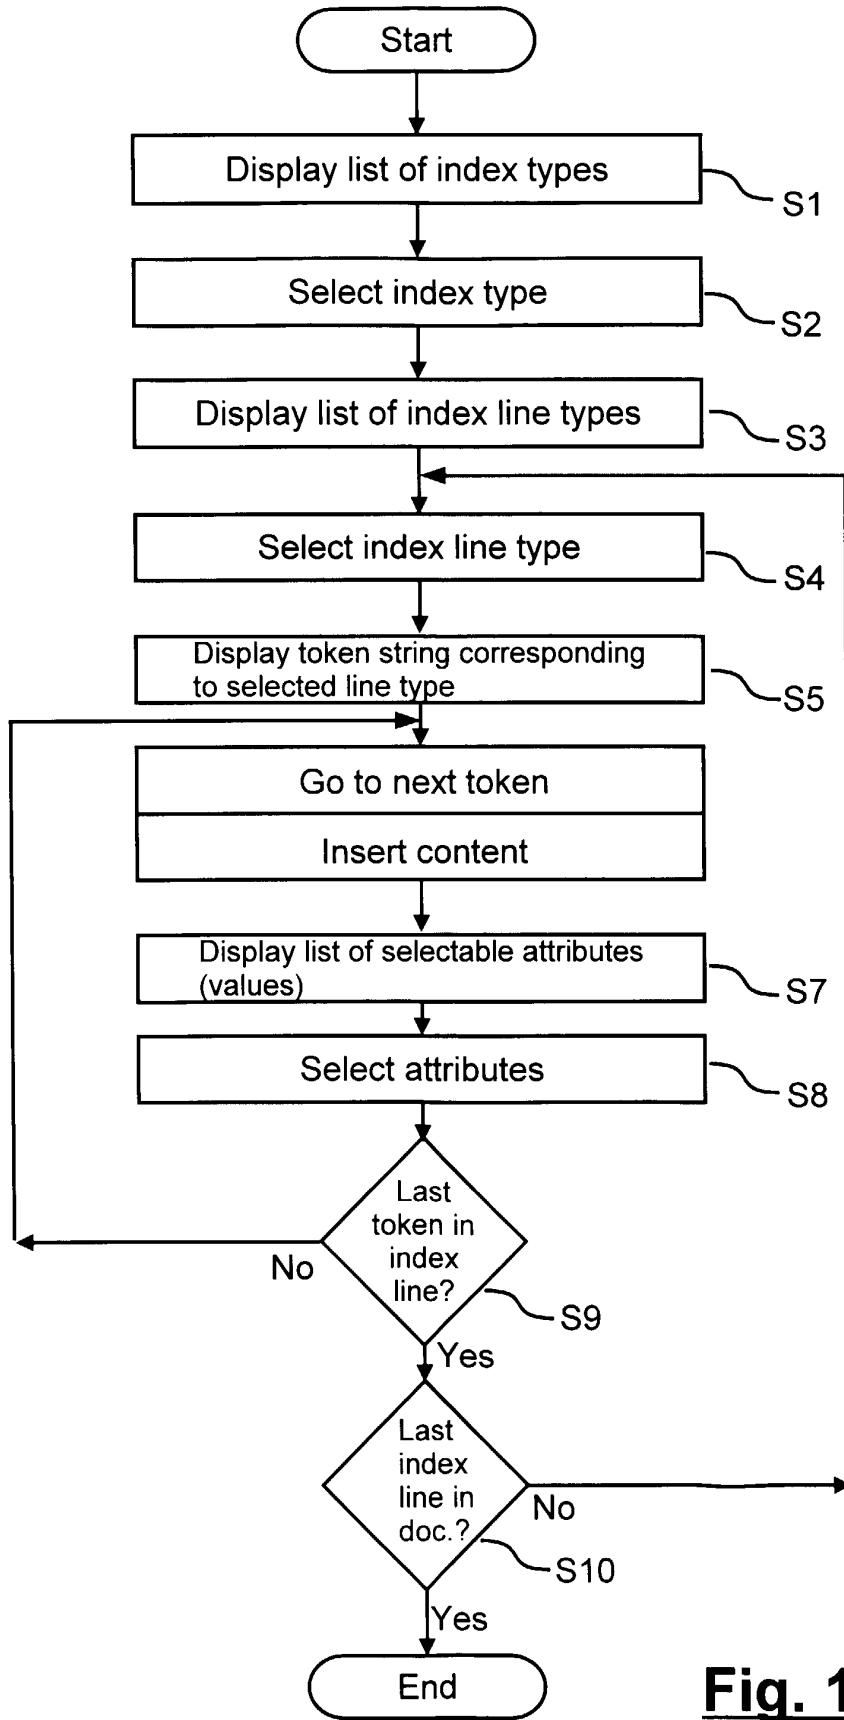 Start
Display list of index types
S1
Select index type
S2
Display list of index line types
S3
Select index line type
S4
Display token string corresponding
to selected line type
S5
Go to next token
Insert content
Display list of selectable attributes
(values)
S7
Select attributes
S8
Last
token in
index
line?
No
S9
Yes
Last
index
line in
doc.?
No
S10
Yes
End
Fig. 1